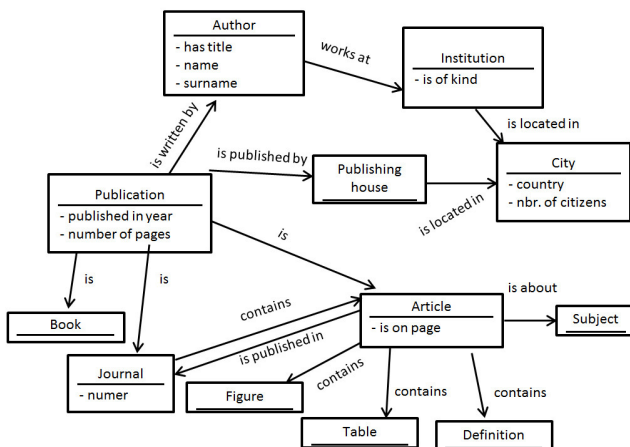 Author
- has title
- name
- surname
works at
Institution
- is of kind
is located in
is written by
is published by
Publishing
house
City
- country
- nbr. of citizens
is located in
Publication
- published in year
- number of pages
is
is
is
Book
contains
is published in
Article
- is on page
is about
Subject
Journal
- numer
Figure
contains
contains
contains
Table
Definition